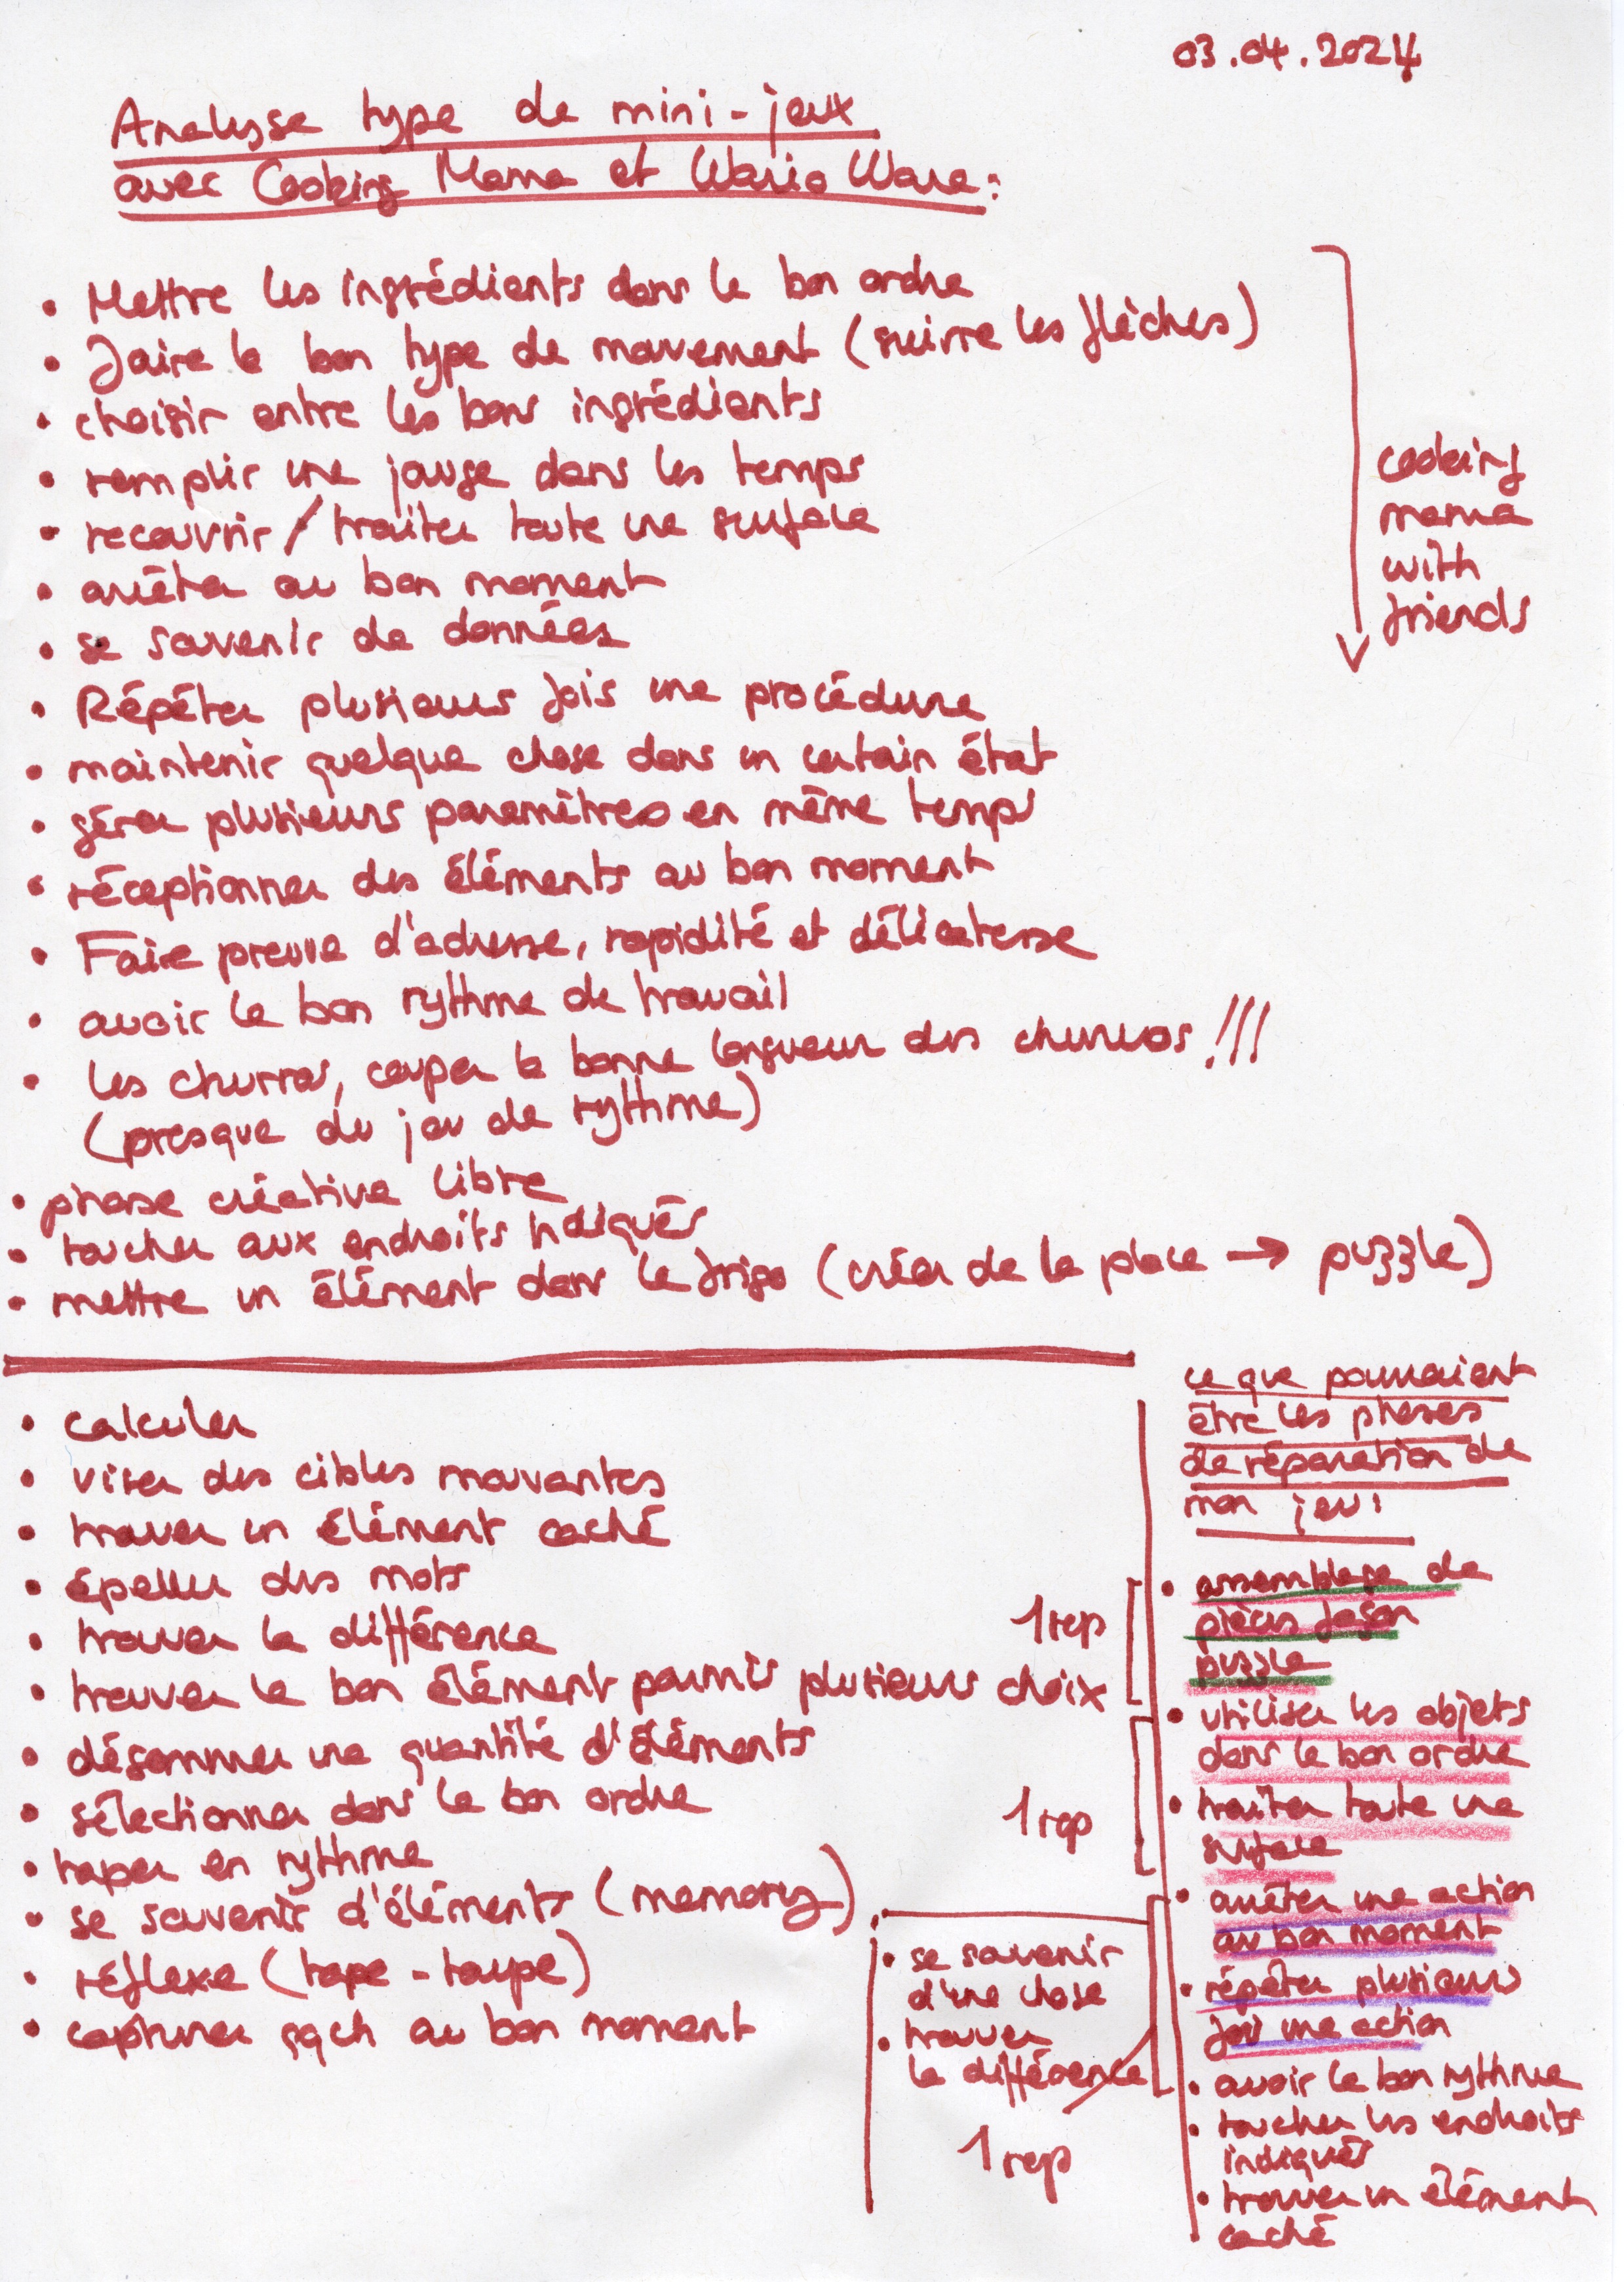 03.04.2024
Analyse type de mini-jeux
avec Cooking Mama et Wario Ware:
• Mettre les ingrédients dans le bon ordre
• faire le bon type de mouvement (suivre les flèches)
• choisir entre les bons ingrédients
• remplir une jauge dans les temps
• recouvrir / traiter toute une surface
• arrêter au bon moment
• se souvenir de données
• Répéter plusieurs fois une procédure
• maintenir quelque chose dans un certain état
• gérer plusieurs paramètres en même temps
• réceptionner des éléments au bon moment
• Faire preuve d'adresse, rapidité et délicatesse
• avoir le bon rythme de travail
• les churros, couper la bonne longueur des churros !!!
(presque du jeu de rythme)
• phase créative libre
• toucher aux endroits indiqués
• mettre un élément dans le frigo (créer de la place → puzzle)
cooking
mama
with
friends
• calculer
• viser des cibles mouvantes
• trouver un élément caché
• épeller des mots
• trouver la différence
• trouver le bon élément parmis plusieurs choix
• dégommer une quantité d'éléments
• sélectionner dans le bon ordre
• taper en rythme
• se souvenir d'éléments (memory)
• réflexe (tape-taupe)
• capturer qqch au bon moment
ce que pourraient
être les phases
de réparation de
mon jeu:
1 rep
• assemblage de
pièces façon
puzzle
1 rep
• utiliser les objets
dans le bon ordre
• traiter toute une
surface
• arrêter une action
au bon moment
• répéter plusieurs
fois une action
• avoir le bon rythme
• toucher les endroits
indiqués
• trouver un élément
caché
• se souvenir
d'une chose
• trouver
la différence
1 rep